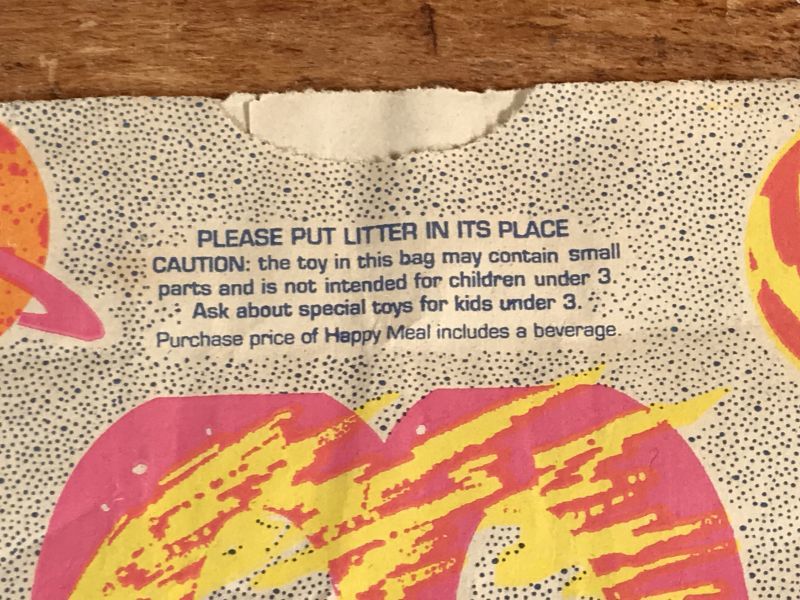 PLEASE PUT LITTER IN ITS PLACE
CAUTION: the toy in this bag may contain small
parts and is not intended for children under 3.
Ask about special toys for kids under 3.
Purchase price of Happy Meal includes a beverage.